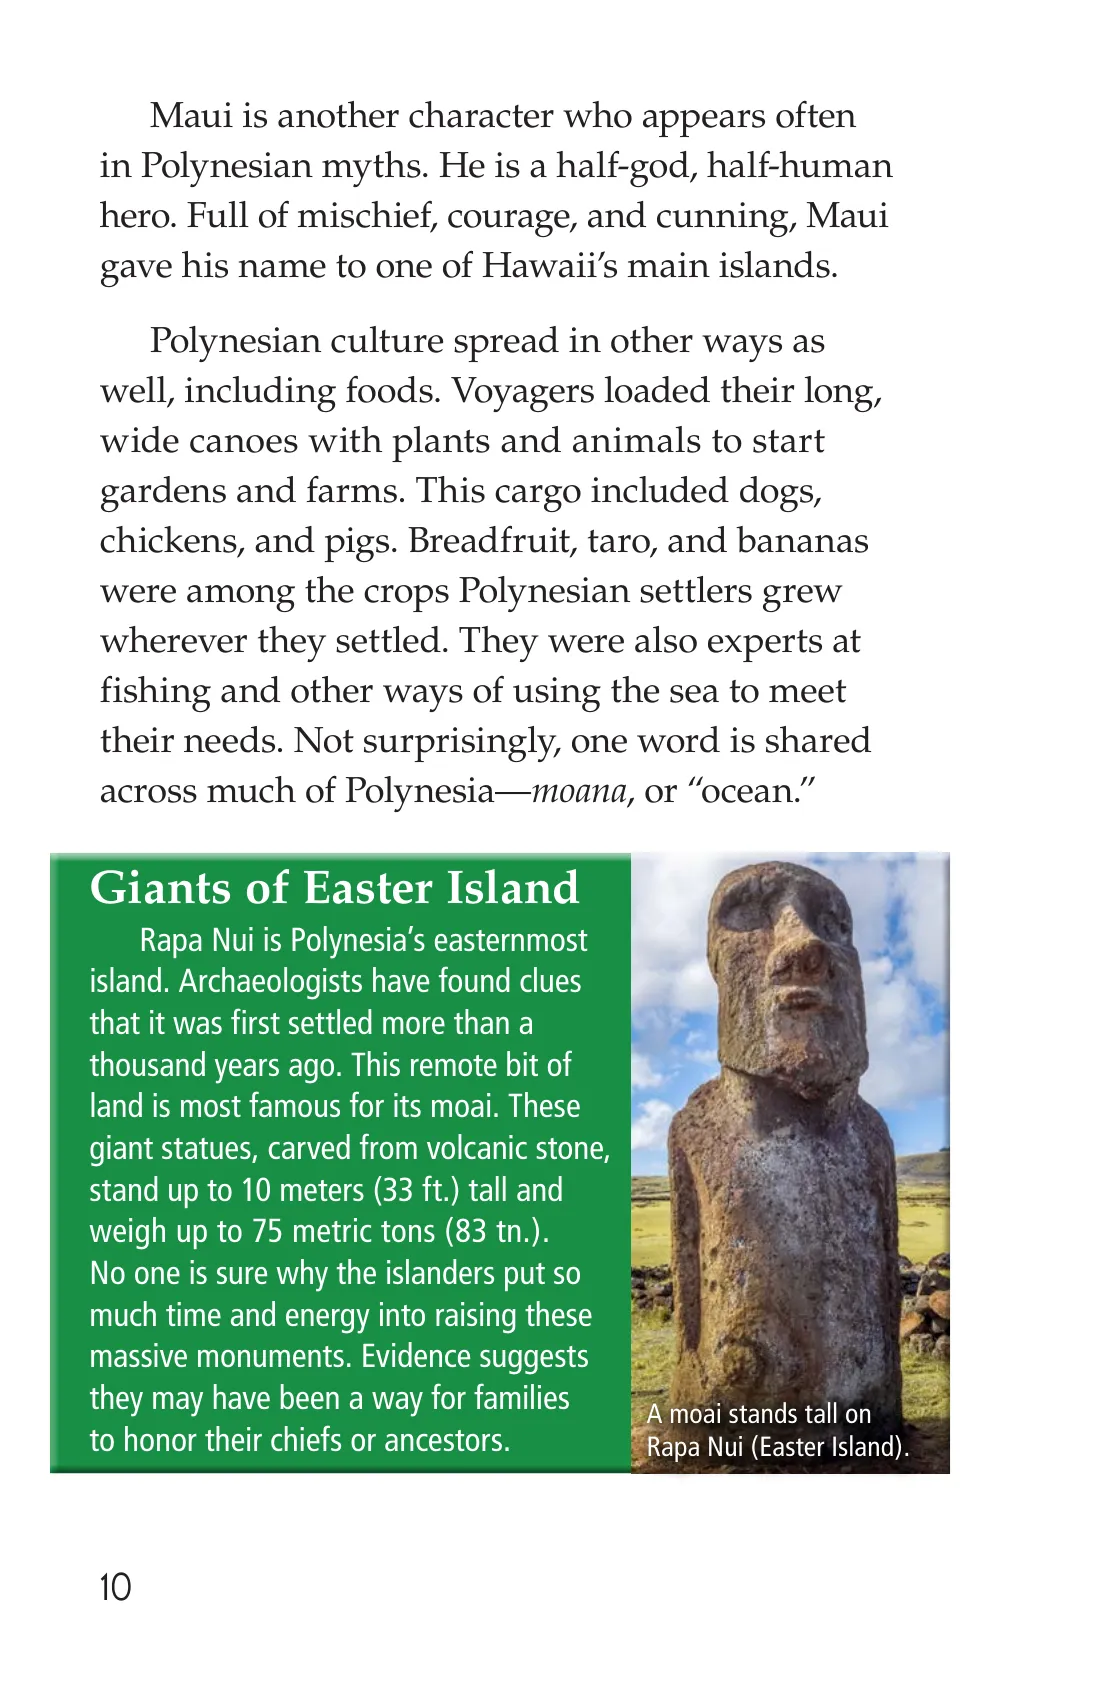 Maui is another character who appears often
in Polynesian myths. He is a half-god, half-human
hero. Full of mischief, courage, and cunning, Maui
gave his name to one of Hawaii’s main islands.
Polynesian culture spread in other ways as
well, including foods. Voyagers loaded their long,
wide canoes with plants and animals to start
gardens and farms. This cargo included dogs,
chickens, and pigs. Breadfruit, taro, and bananas
were among the crops Polynesian settlers grew
wherever they settled. They were also experts at
fishing and other ways of using the sea to meet
their needs. Not surprisingly, one word is shared
across much of Polynesia—moana, or “ocean.”
Giants of Easter Island
Rapa Nui is Polynesia’s easternmost
island. Archaeologists have found clues
that it was first settled more than a
thousand years ago. This remote bit of
land is most famous for its moai. These
giant statues, carved from volcanic stone,
stand up to 10 meters (33 ft.) tall and
weigh up to 75 metric tons (83 tn.).
No one is sure why the islanders put so
much time and energy into raising these
massive monuments. Evidence suggests
they may have been a way for families
to honor their chiefs or ancestors.
A moai stands tall on
Rapa Nui (Easter Island).
10